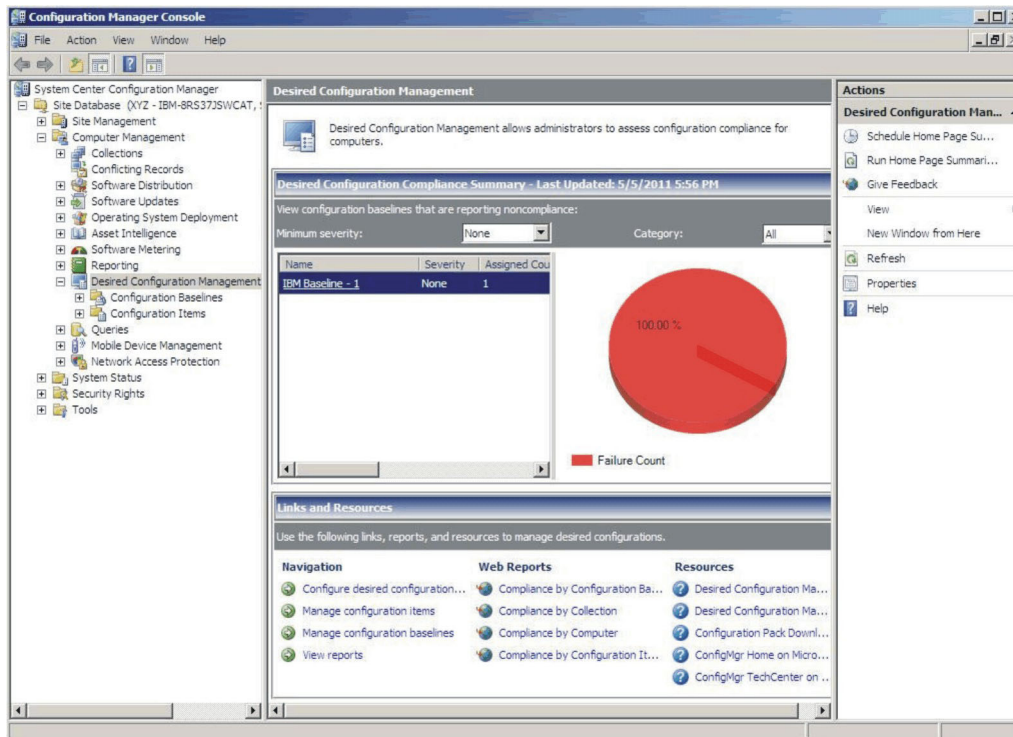 Configuration Manager Console
File Action View Window Help
System Center Configuration Manager
Site Database (XYZ - IBM-8RS37JSWCAT,
Site Management
Computer Management
Collections
Conflicting Records
Software Distribution
Software Updates
Operating System Deployment
Asset Intelligence
Software Metering
Reporting
Desired Configuration Management
Configuration Baselines
Configuration Items
Queries
Mobile Device Management
Network Access Protection
System Status
Security Rights
Tools
Desired Configuration Management
Desired Configuration Management allows administrators to assess configuration compliance for
computers.
Desired Configuration Compliance Summary - Last Updated: 5/5/2011 5:56 PM
View configuration baselines that are reporting noncompliance:
Minimum severity: None Category: All
Name Severity Assigned Cou
IBM Baseline - 1 None 1
100.00 %
Failure Count
Links and Resources
Use the following links, reports, and resources to manage desired configurations.
Navigation
Configure desired configuration...
Manage configuration items
Manage configuration baselines
View reports
Web Reports
Compliance by Configuration Ba...
Compliance by Collection
Compliance by Computer
Compliance by Configuration It...
Resources
Desired Configuration Ma...
Desired Configuration Ma...
Configuration Pack Downl...
ConfigMgr Home on Micro...
ConfigMgr TechCenter on ..
Actions
Desired Configuration Man...
Schedule Home Page Su...
Run Home Page Summari...
Give Feedback
View
New Window from Here
Refresh
Properties
Help